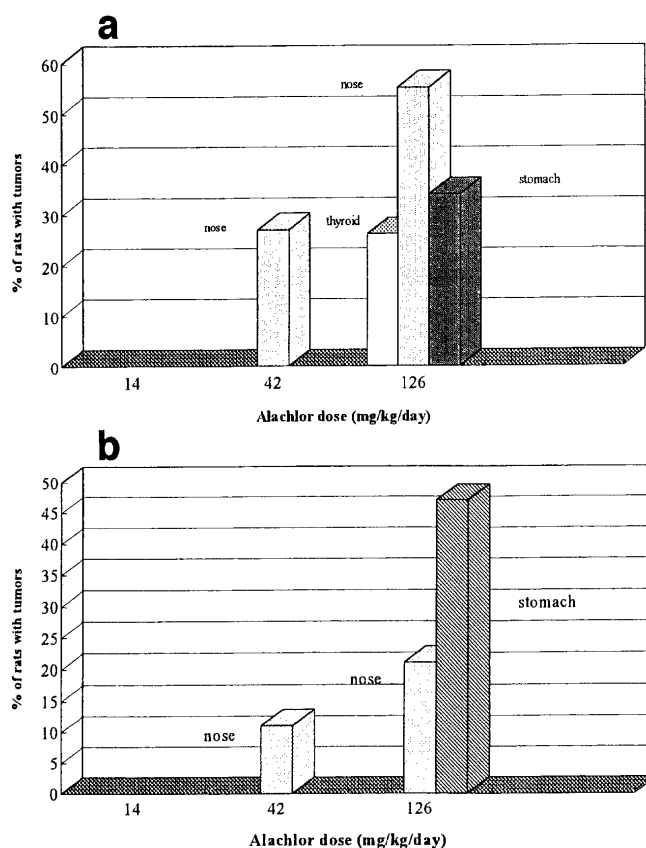 a
60
50
40
30
20
10
0
% of rats with tumors
nose
thyroid
nose
stomach
14 42 126
Alachlor dose (mg/kg/day)
b
50
45
40
35
30
25
20
15
10
5
0
% of rats with tumors
nose
nose
stomach
14 42 126
Alachlor dose (mg/kg/day)